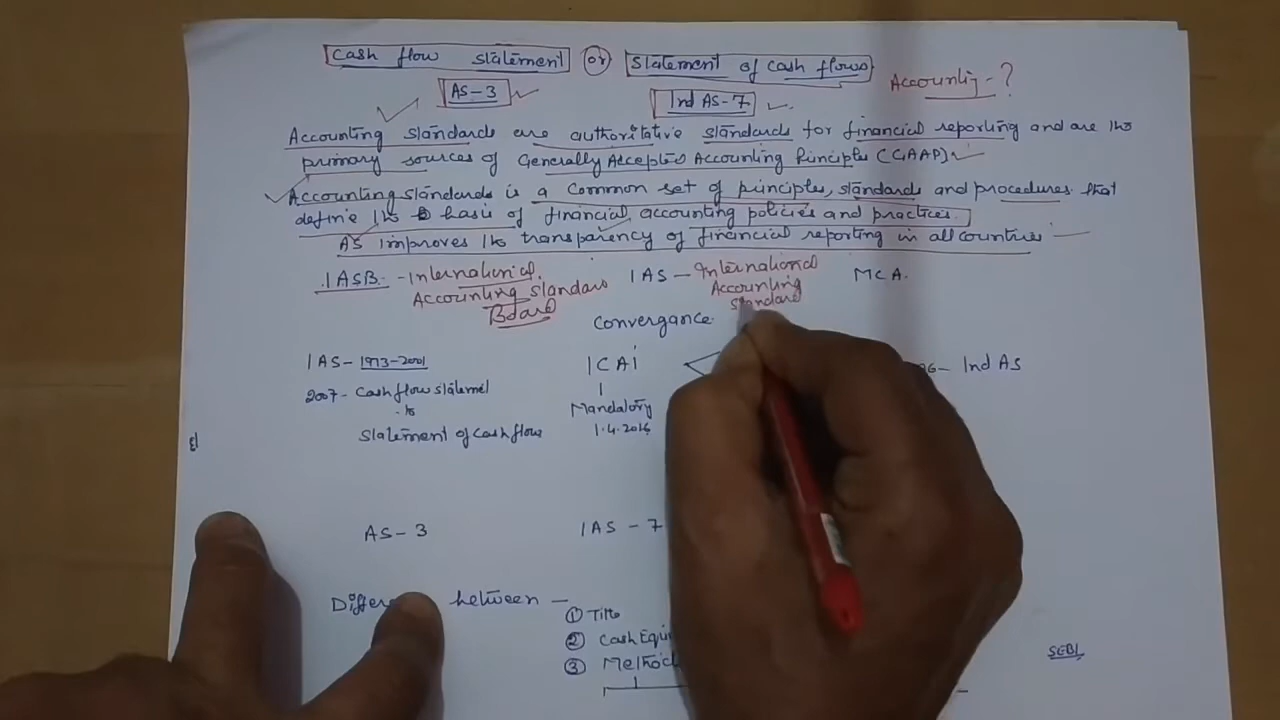 Cash flow statement or Statement of Cash flows
Accounting - ?
AS-3
Ind AS-7
Accounting Standards are authoritative standards for financial reporting and are the
primary sources of Generally Accepted Accounting Principles (GAAP)
Accounting Standards is a common set of principles, standards and procedures that
define the basis of financial accounting policies and practices.
AS improves the transparency of financial reporting in all countries
IASB - International
Accounting Standars
Board
IAS - International
Accounting
Standard
MCA.
Convergance
IAS - 1973-2001
ICAI
Ind AS
2007 - Cash flow statement
to
Statement of cash flow
Mandatory
1.4.2016
AS - 3
IAS - 7
between -
① Title
② Cash
③
SEBI
13